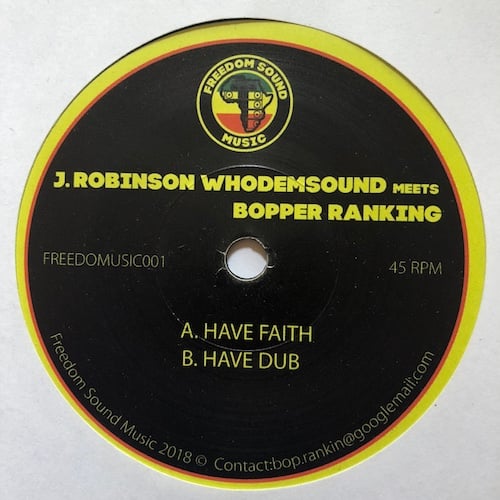 FREEDOM SOUND
MUSIC
J. ROBINSON WHODEMSOUND MEETS
BOPPER RANKING
FREEDOMUSIC001
45 RPM
A. HAVE FAITH
B. HAVE DUB
Freedom Sound Music 2018 © Contact:bop.rankin@googlemail.com